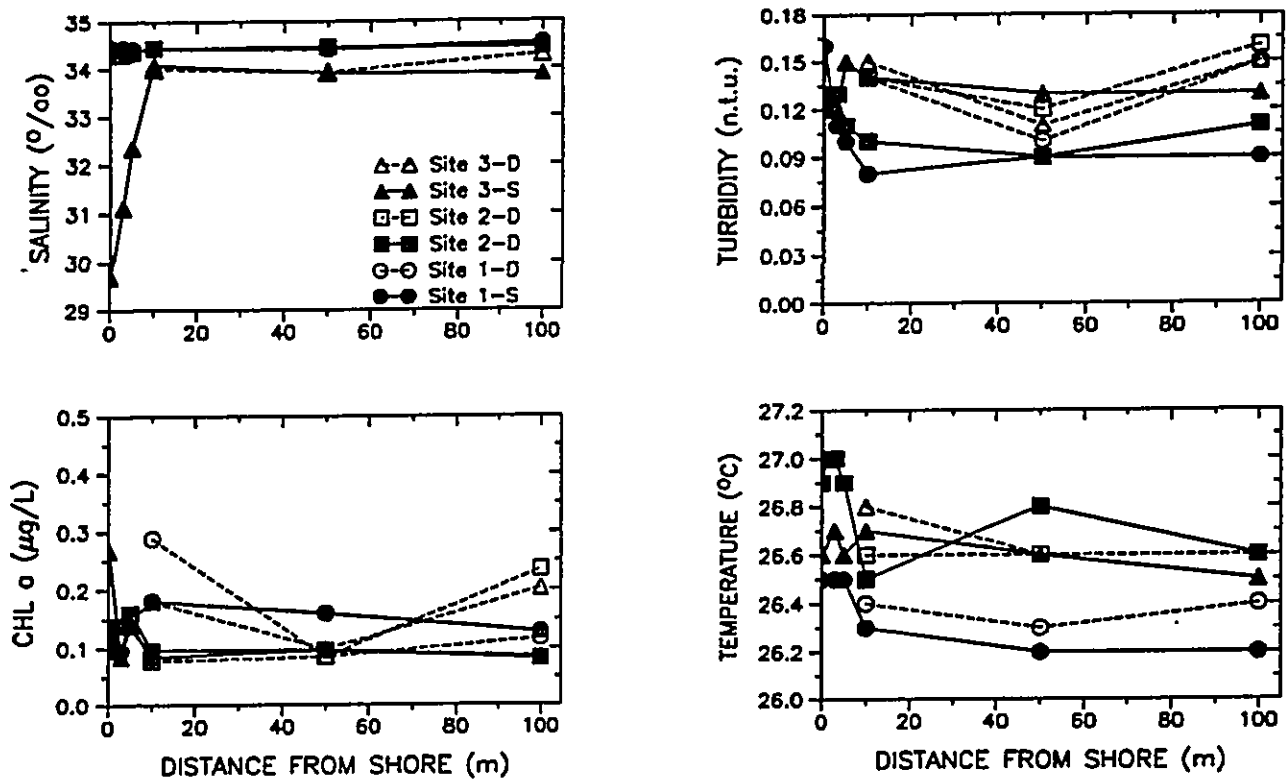 35
34
33
32
31
30
29
'SALINITY (º/oo)
Site 3-D
Site 3-S
Site 2-D
Site 2-D
Site 1-D
Site 1-S
0 20 40 60 80 100
0.18
0.15
0.12
0.09
0.06
0.03
0.00
TURBIDITY (n.t.u.)
0 20 40 60 80 100
0.5
0.4
0.3
0.2
0.1
0.0
CHL a (µg/L)
0 20 40 60 80 100
DISTANCE FROM SHORE (m)
27.2
27.0
26.8
26.6
26.4
26.2
26.0
TEMPERATURE (ºC)
0 20 40 60 80 100
DISTANCE FROM SHORE (m)